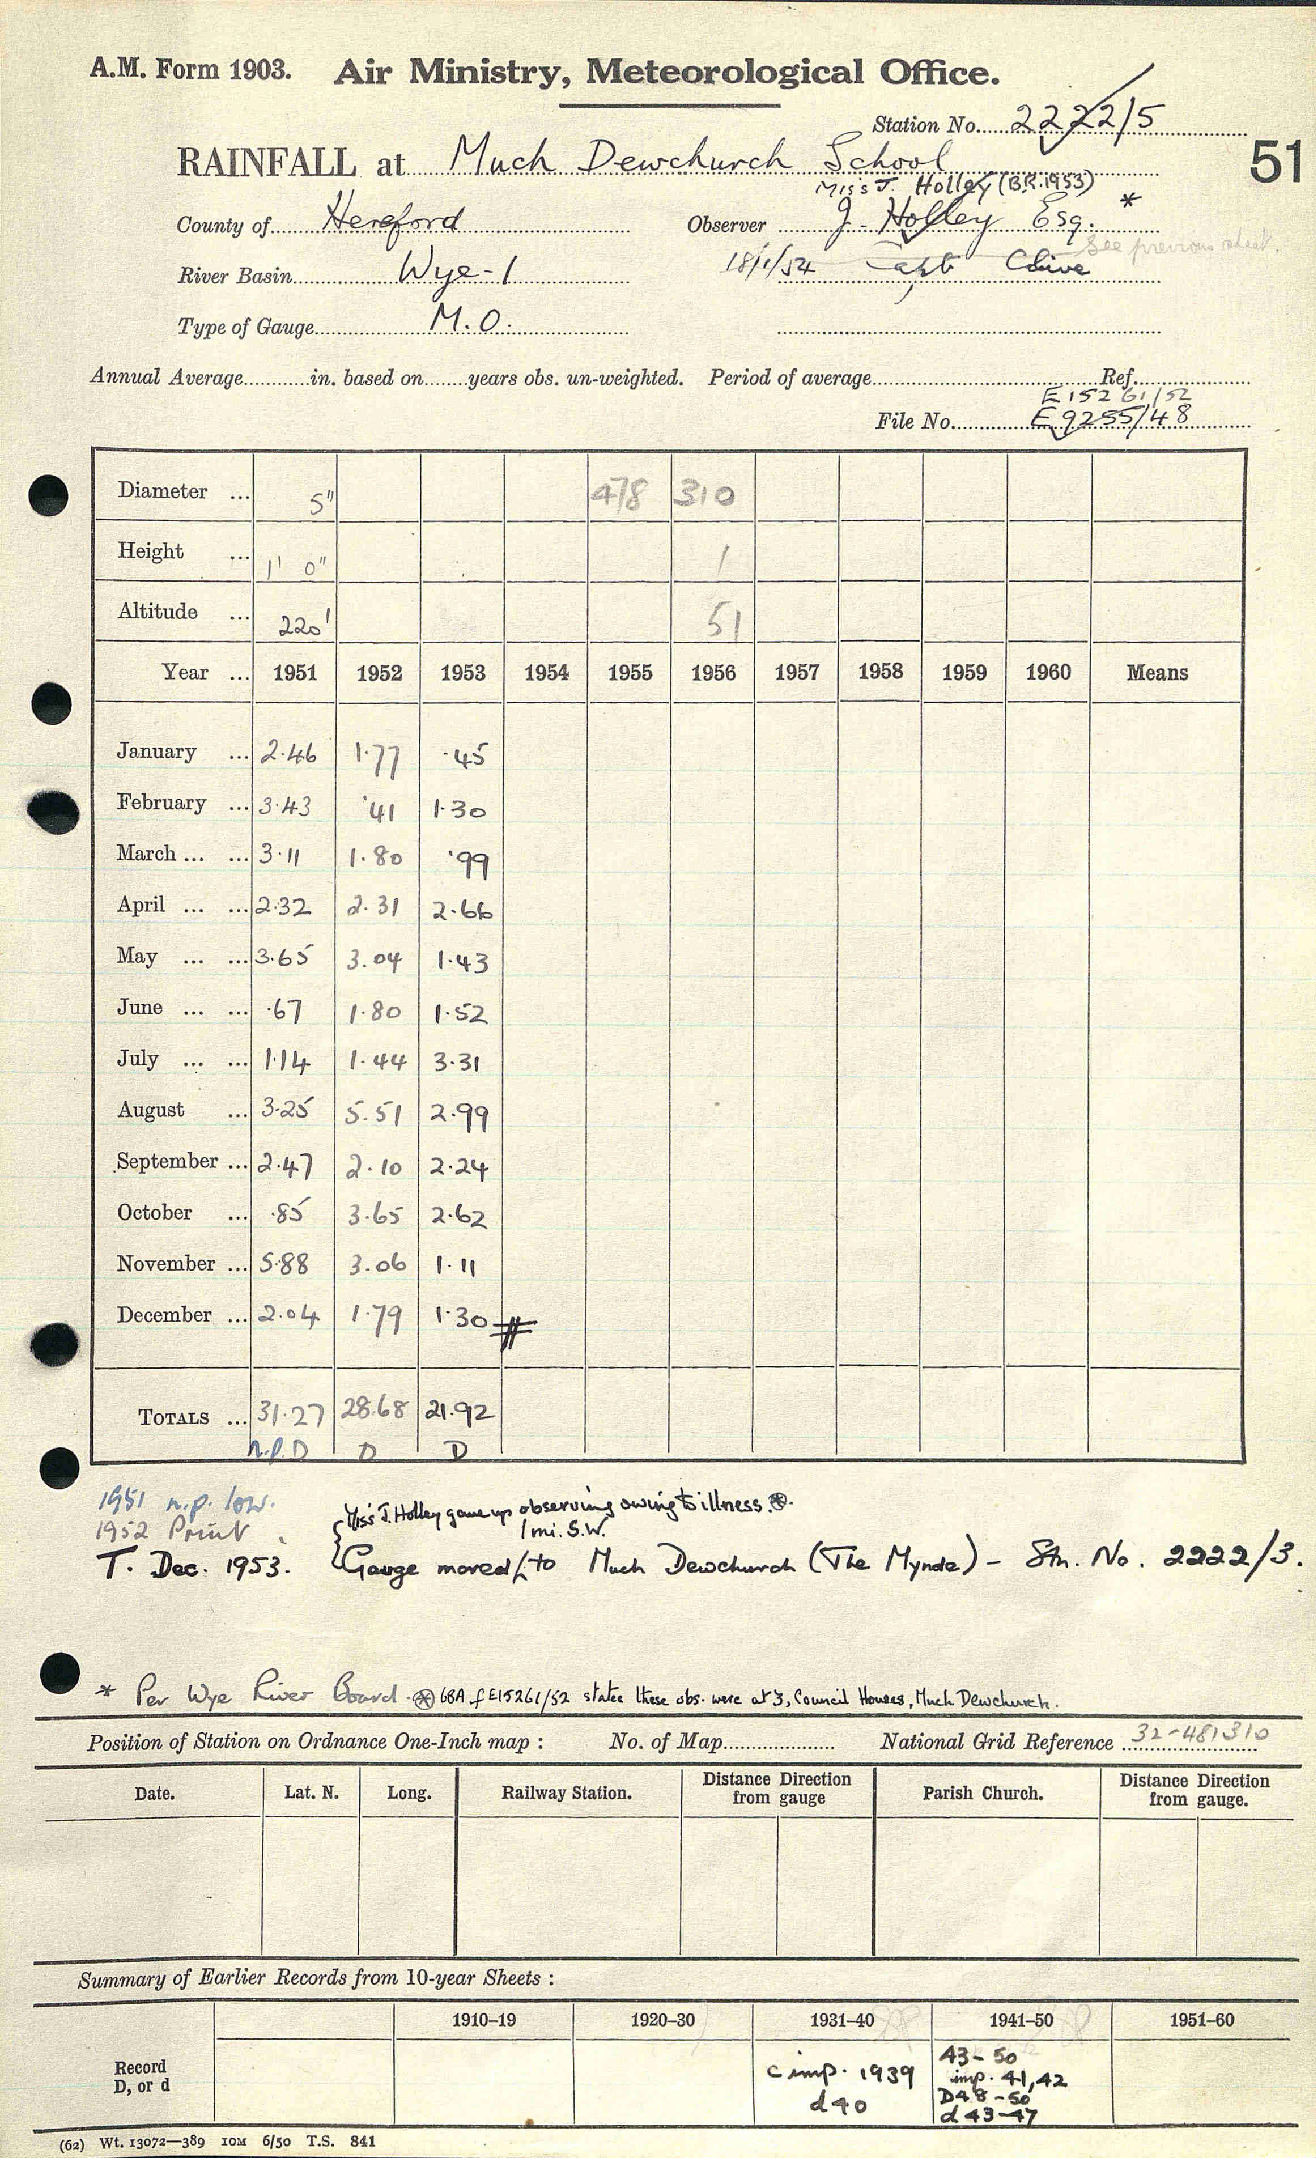 A.M. Form 1903. Air Ministry, Meteorological Office.
Station No. 2222/5
51
RAINFALL at Much Dewchurch School
Miss J. Holley (B.R. 1953)
County of Hereford Observer J. Holley Esq. *
See previous sheet.
River Basin Wye-1 18/1/54 Capt Clive
Type of Gauge M.O.
Annual Average in. based on years obs. un-weighted. Period of average Ref.
E15261/52
File No. E9255/48
Diameter ... 5" 478 310
Height ... 1' 0" 1
Altitude ... 220' 51
Year ... 1951 1952 1953 1954 1955 1956 1957 1958 1959 1960 Means
January ... 2.46 1.77 .45
February ... 3.43 .41 1.30
March ... ... 3.11 1.80 .99
April ... ... 2.32 2.31 2.66
May ... ... 3.65 3.04 1.43
June ... ... .67 1.80 1.52
July ... ... 1.14 1.44 3.31
August ... 3.25 5.51 2.99
September ... 2.47 2.10 2.24
October ... .85 3.65 2.62
November ... 5.88 3.06 1.11
December ... 2.04 1.79 1.30 #
TOTALS ... 31.27 28.68 21.92
n.p. D D D
1951 n.p. low.
Miss J. Holley gave up observing owing to illness. ⊛.
1952 Print
1 mi. S.W.
T. Dec. 1953. Gauge moved to Much Dewchurch (The Mynde) - Stn. No. 2222/3.
* Per Wye River Board. ⊛ 68A of E15261/52 states these obs. were at 3, Council Houses, Much Dewchurch.
Position of Station on Ordnance One-Inch map : No. of Map National Grid Reference 32-481310
Date. Lat. N. Long. Railway Station. Distance Direction from gauge Parish Church. Distance Direction from gauge.
Summary of Earlier Records from 10-year Sheets :
1910–19 1920–30 1931–40 1941–50 1951–60
Record
D, or d
c imp. 1939
d 40
43-50
imp. 41, 42
D48-50
d 43-47
(62) Wt. 13072—389 10M 6/50 T.S. 841